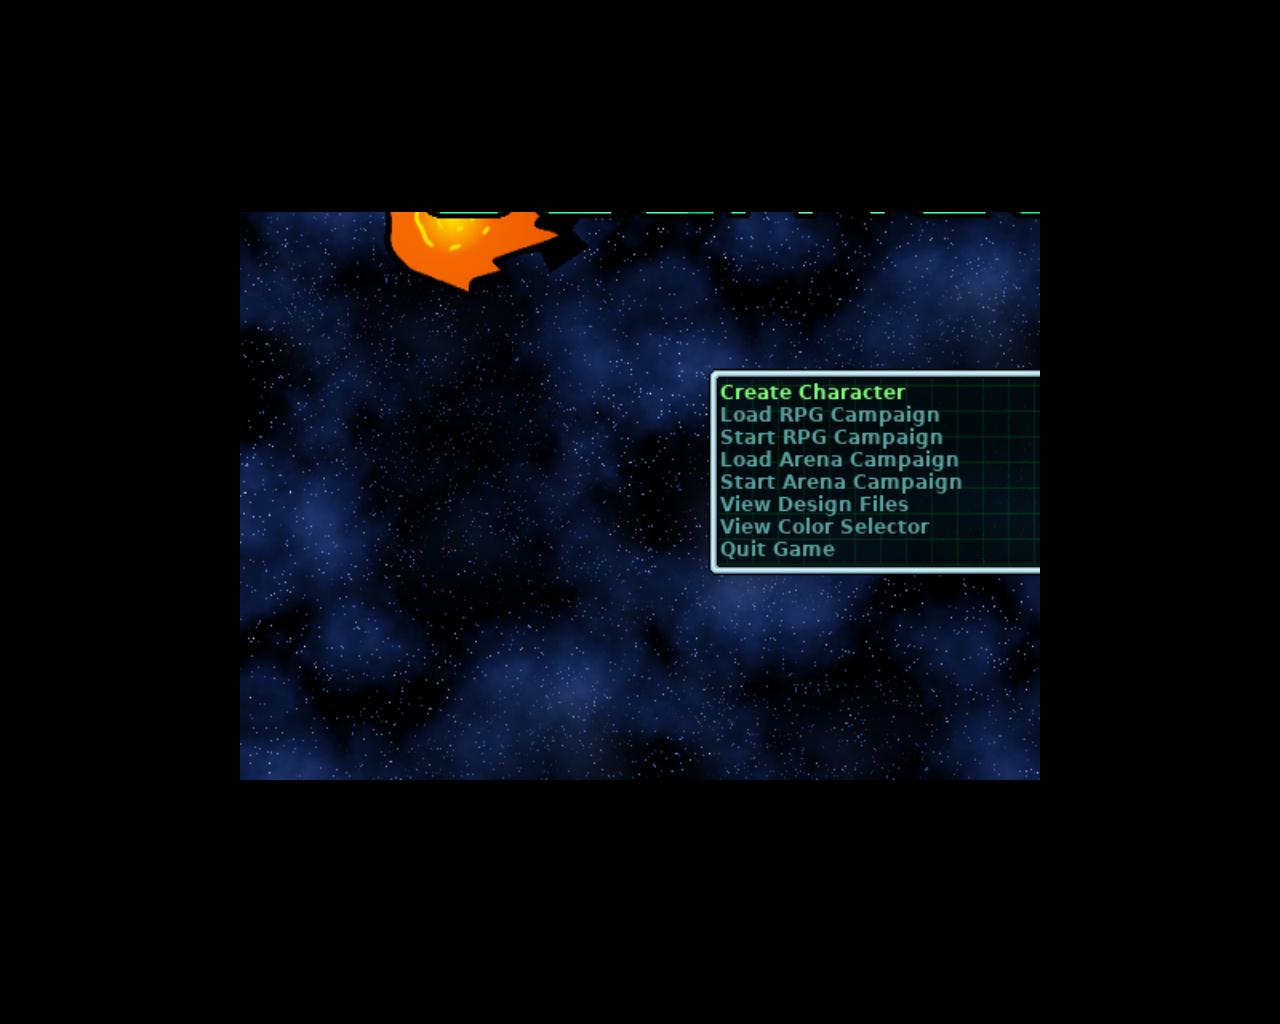 Create Character
Load RPG Campaign
Start RPG Campaign
Load Arena Campaign
Start Arena Campaign
View Design Files
View Color Selector
Quit Game